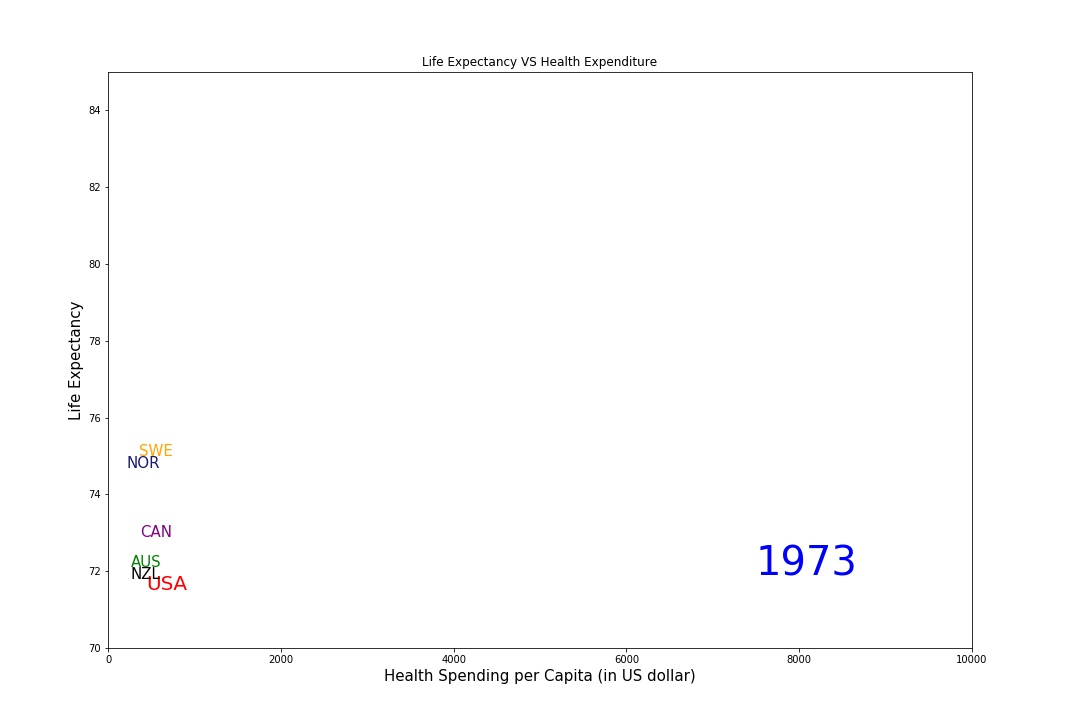 Life Expectancy VS Health Expenditure
84
82
80
78
76
74
72
70
Life Expectancy
SWE
NOR
CAN
AUS
NZL
USA
1973
0
2000
4000
6000
8000
10000
Health Spending per Capita (in US dollar)